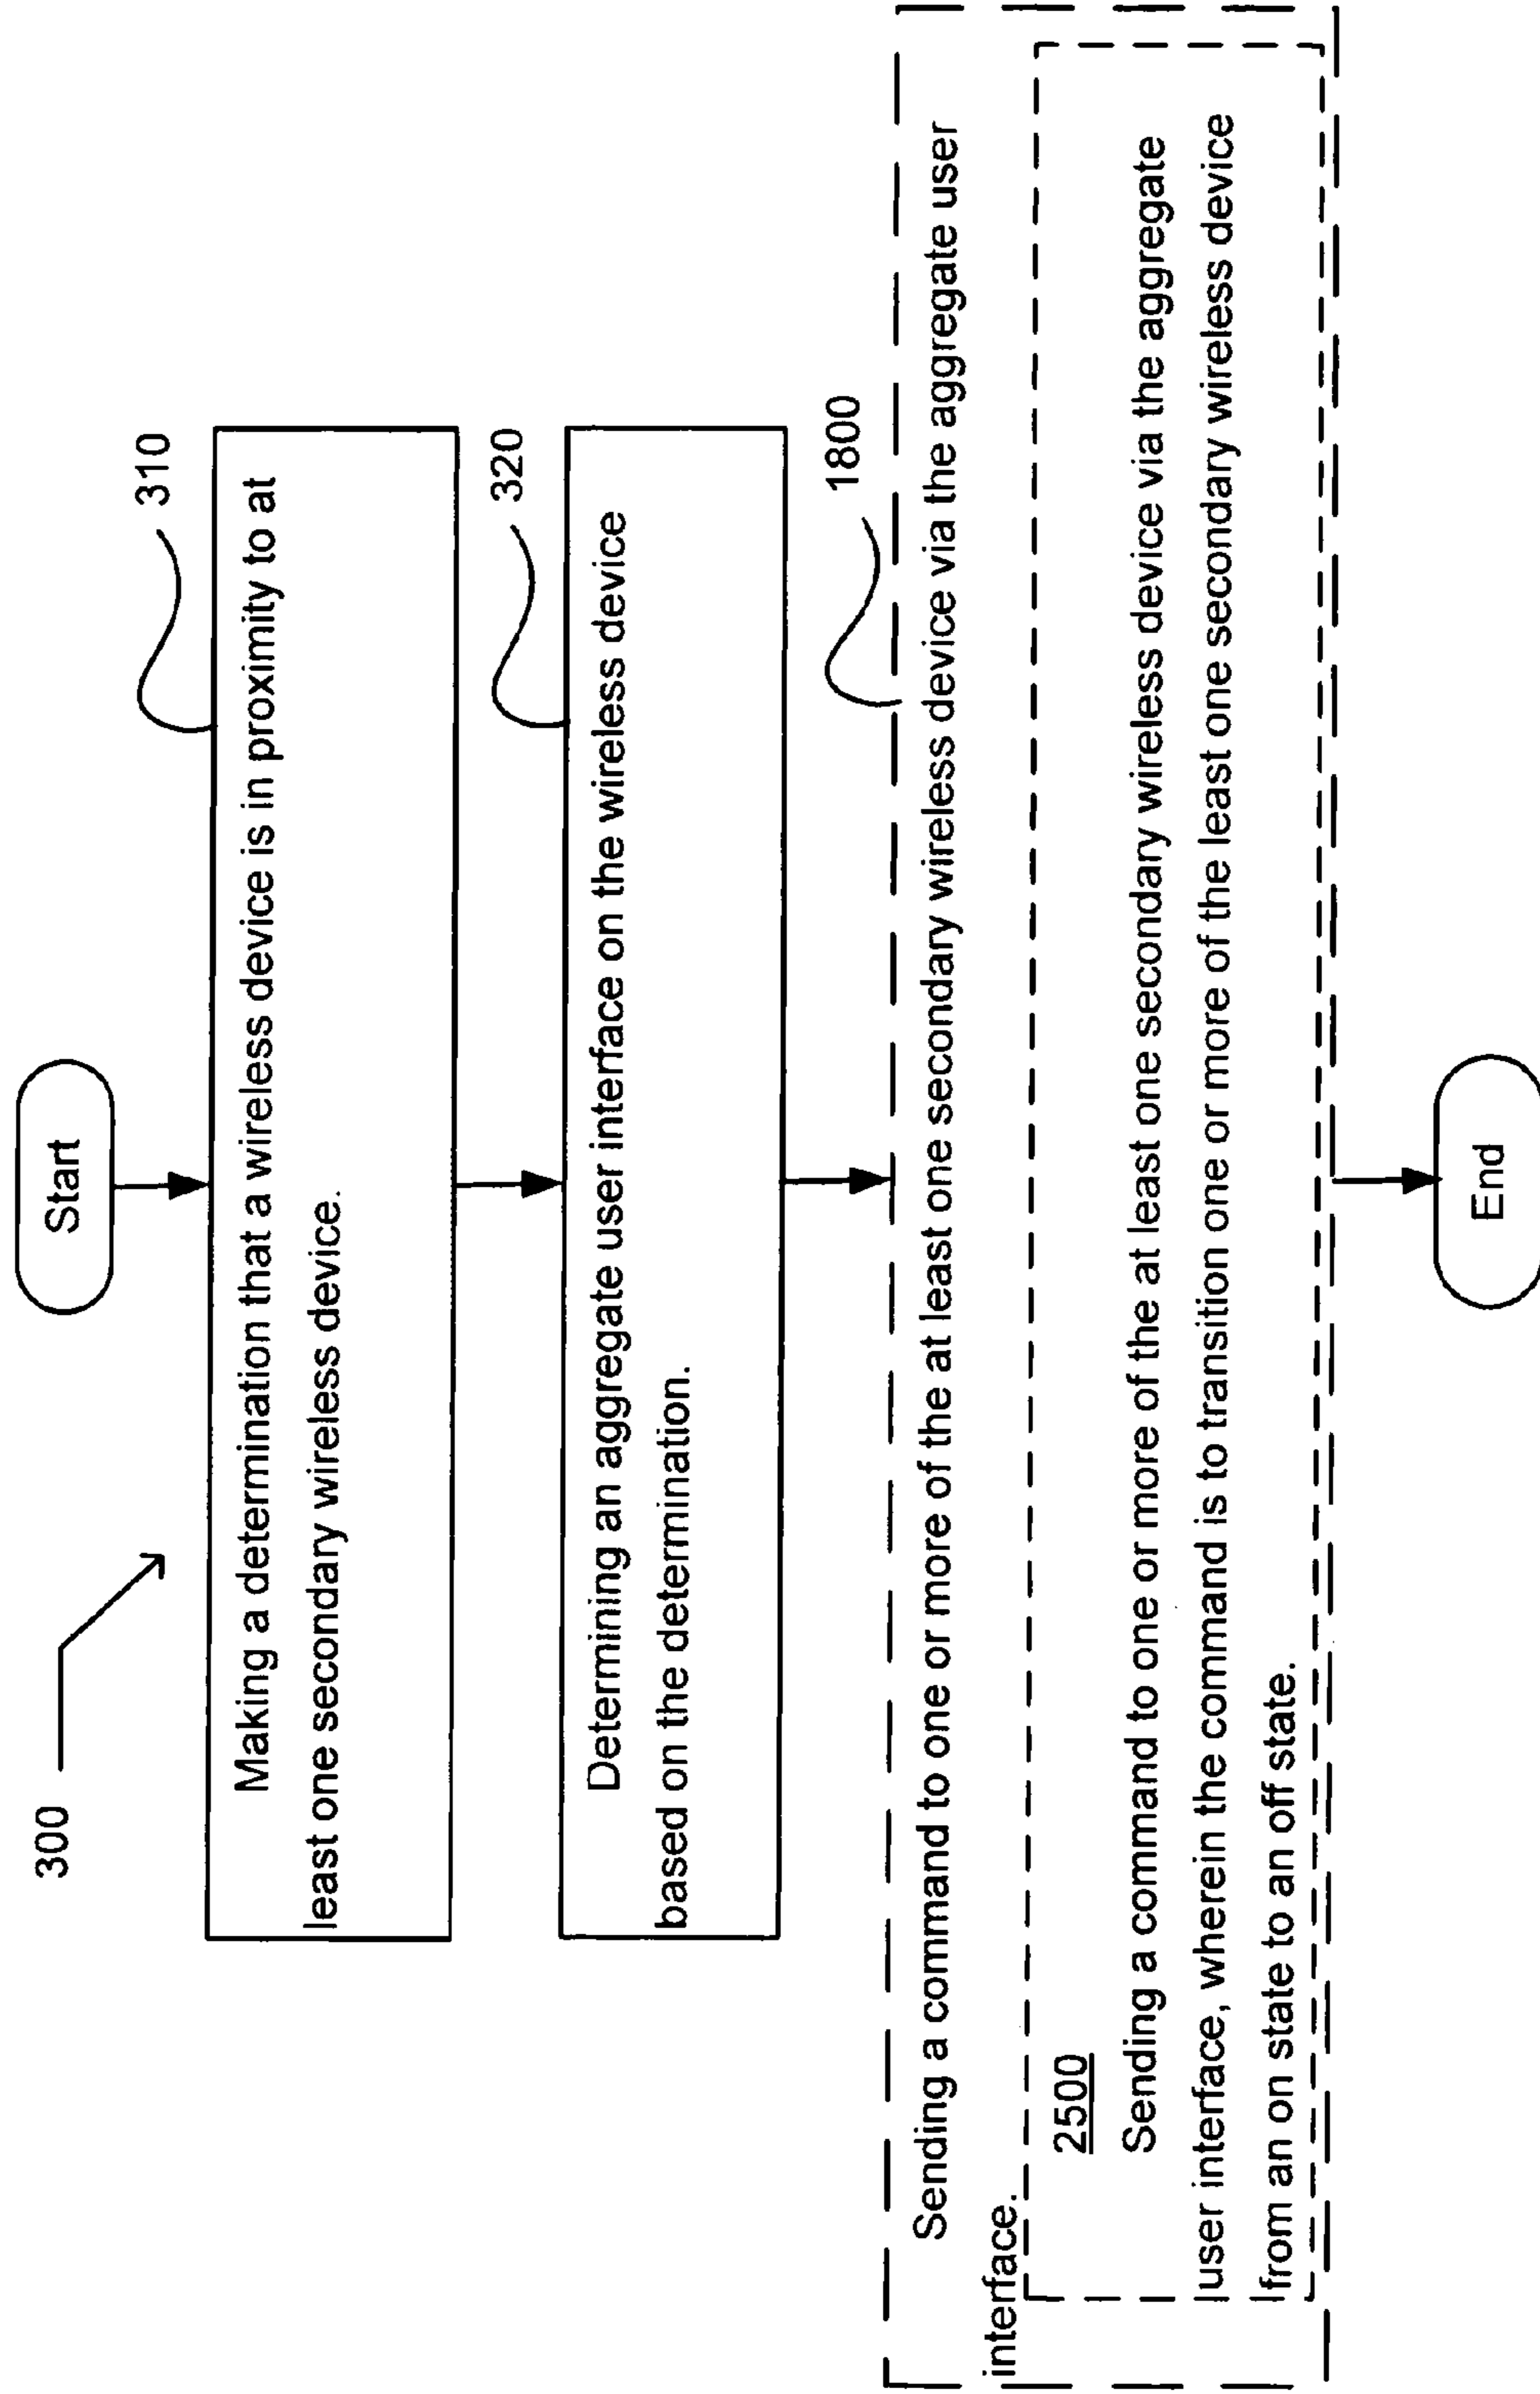 300
Start
310
Making a determination that a wireless device is in proximity to at
least one secondary wireless device.
320
Determining an aggregate user interface on the wireless device
based on the determination.
1800
Sending a command to one or more of the at least one secondary wireless device via the aggregate user
interface.
2500
Sending a command to one or more of the at least one secondary wireless device via the aggregate
user interface, wherein the command is to transition one or more of the least one secondary wireless device
from an on state to an off state.
End